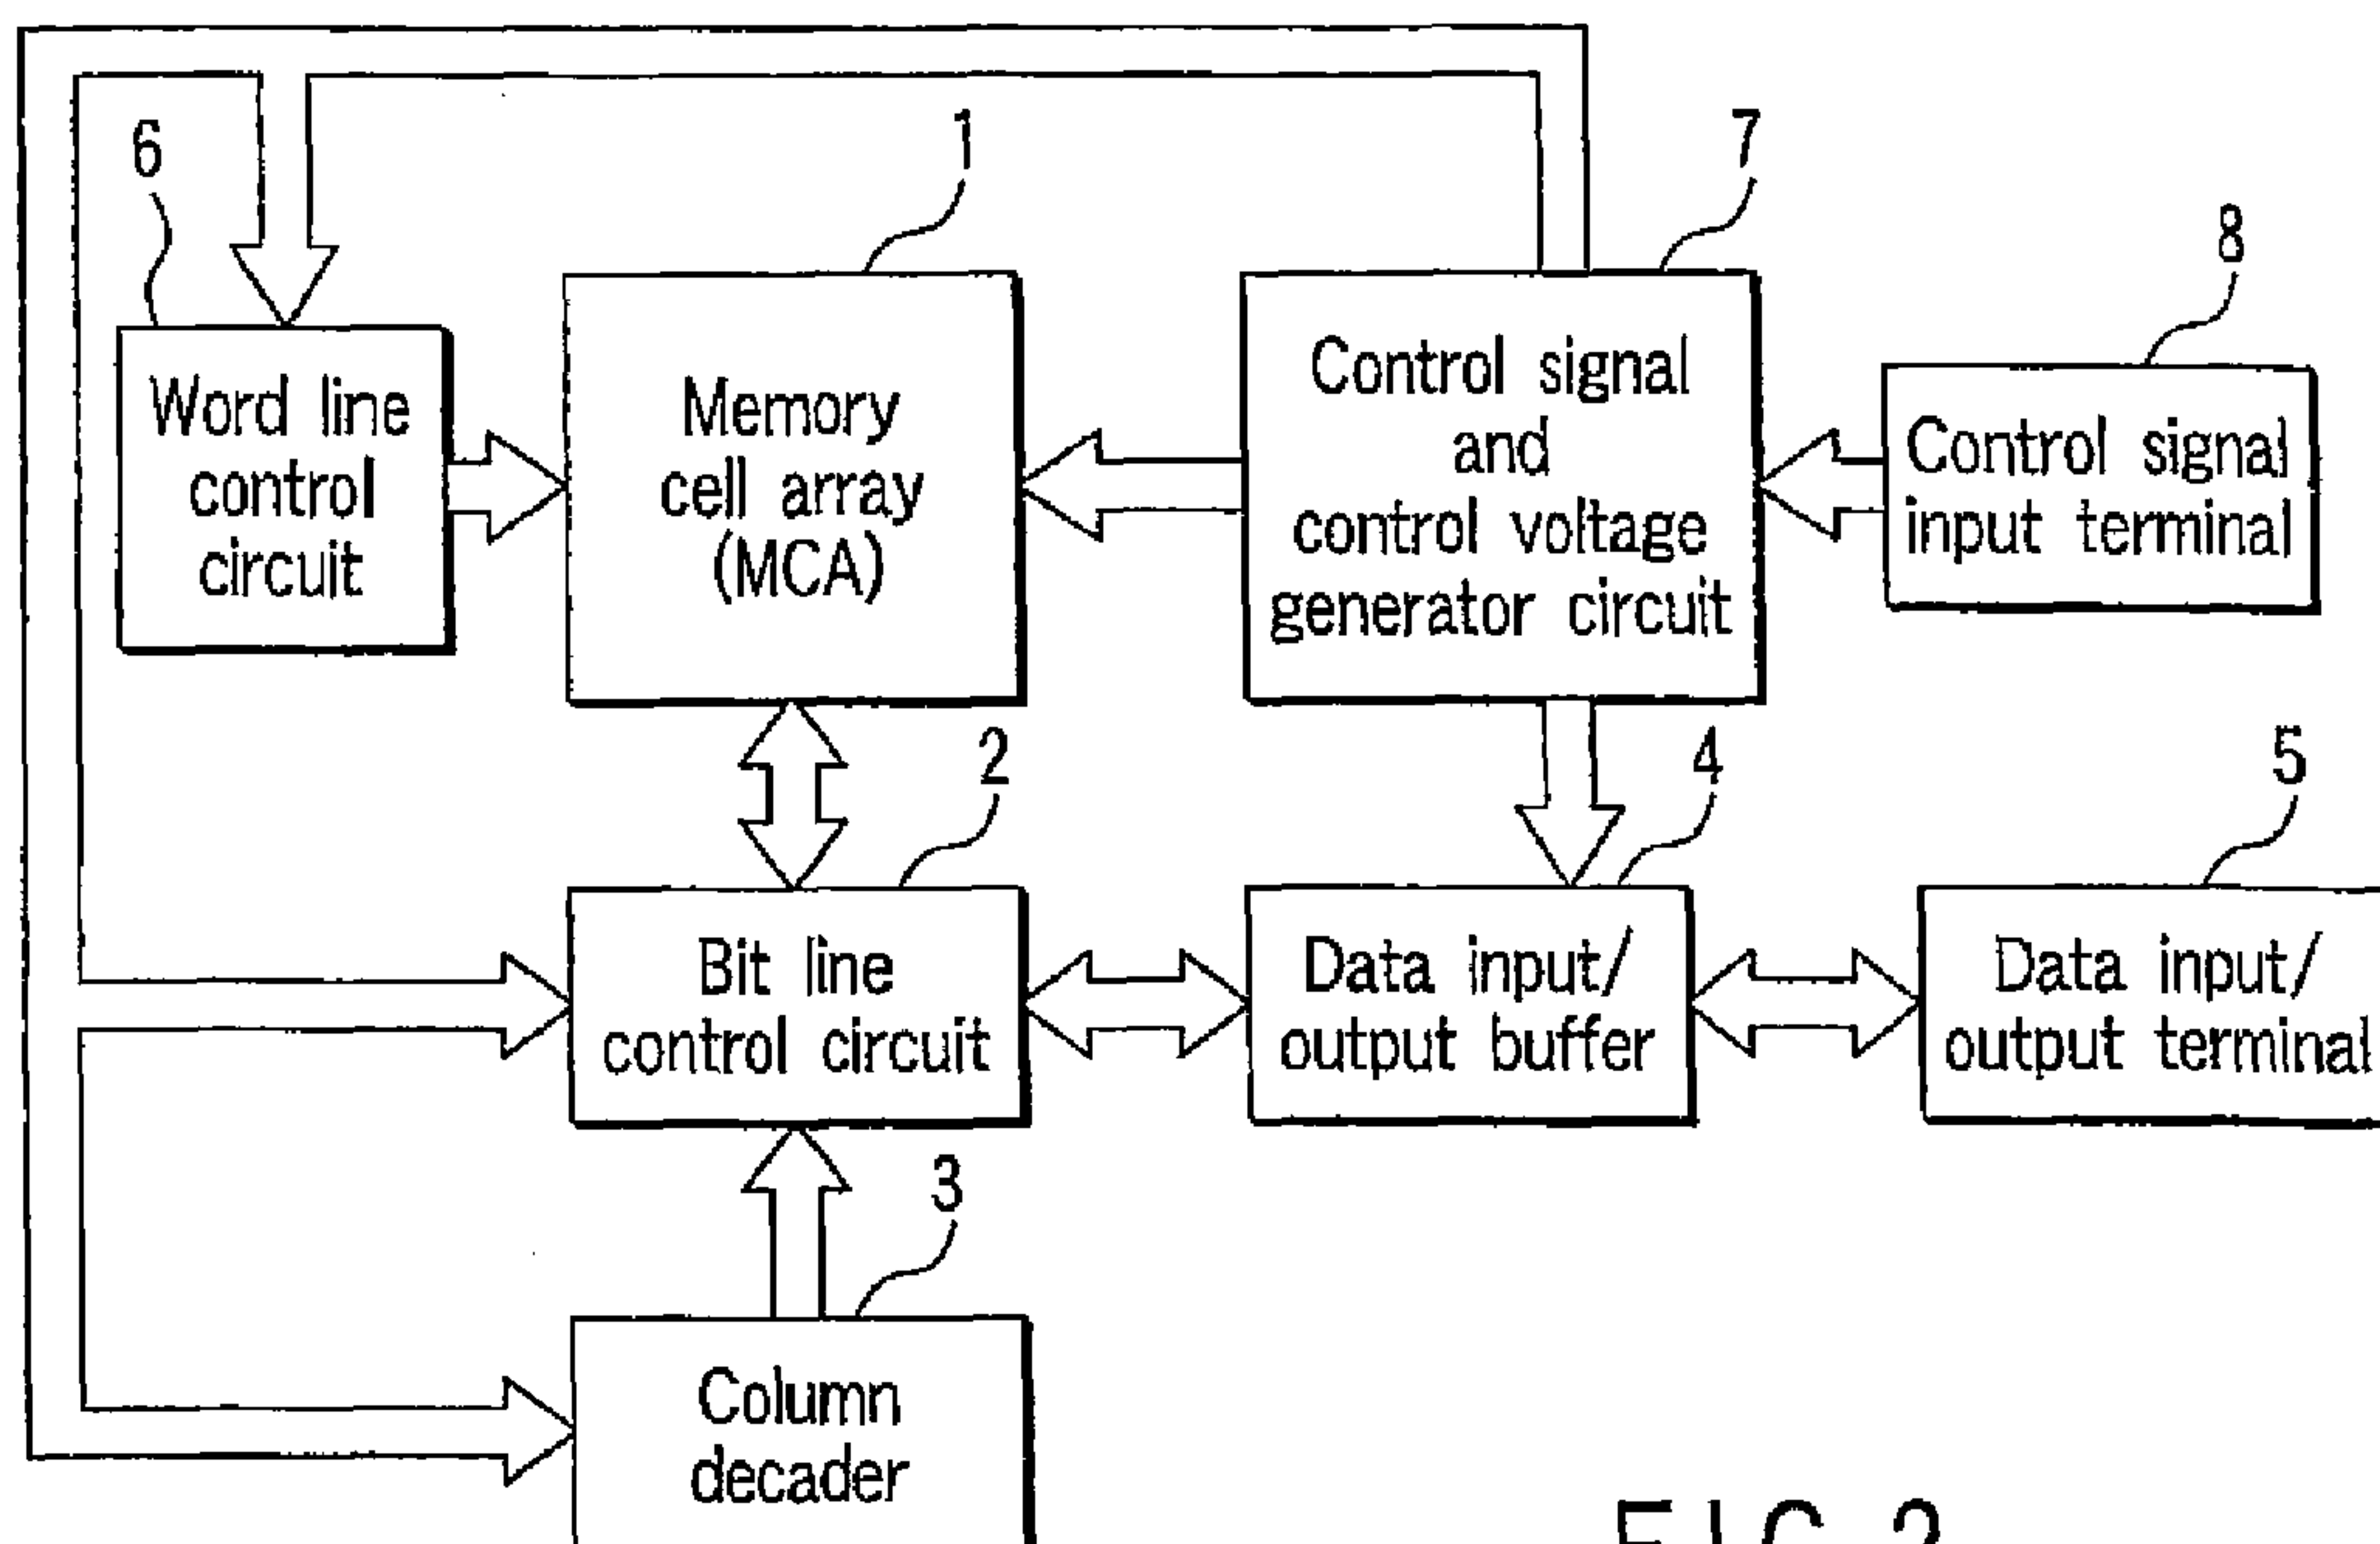 6
1
7
8
Word line
control
circuit
Memory
cell array
(MCA)
Control signal
and
control voltage
generator circuit
Control signal
input terminal
2
4
5
Bit line
control circuit
Data input/
output buffer
Data input/
output terminal
3
Column
decader